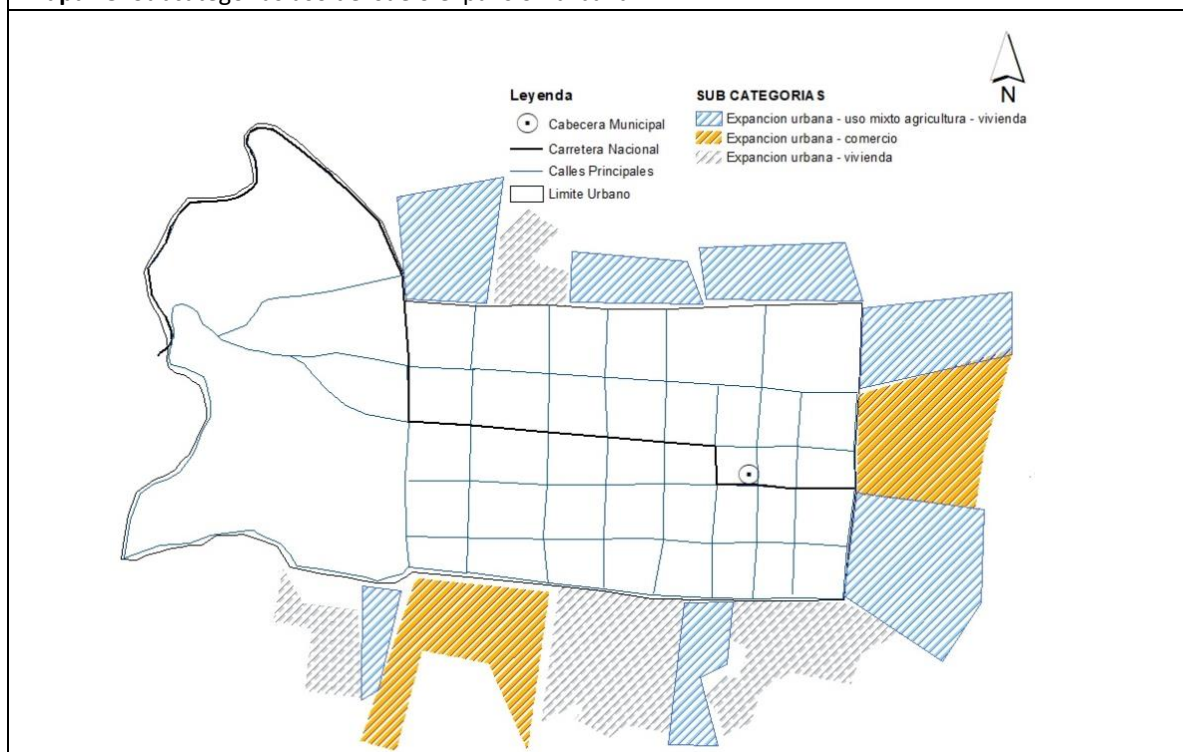 Leyenda
Cabecera Municipal
Carretera Nacional
Calles Principales
Limite Urbano
SUB CATEGORIAS
Expancion urbana - uso mixto agricultura - vivienda
Expancion urbana - comercio
Expancion urbana - vivienda
N